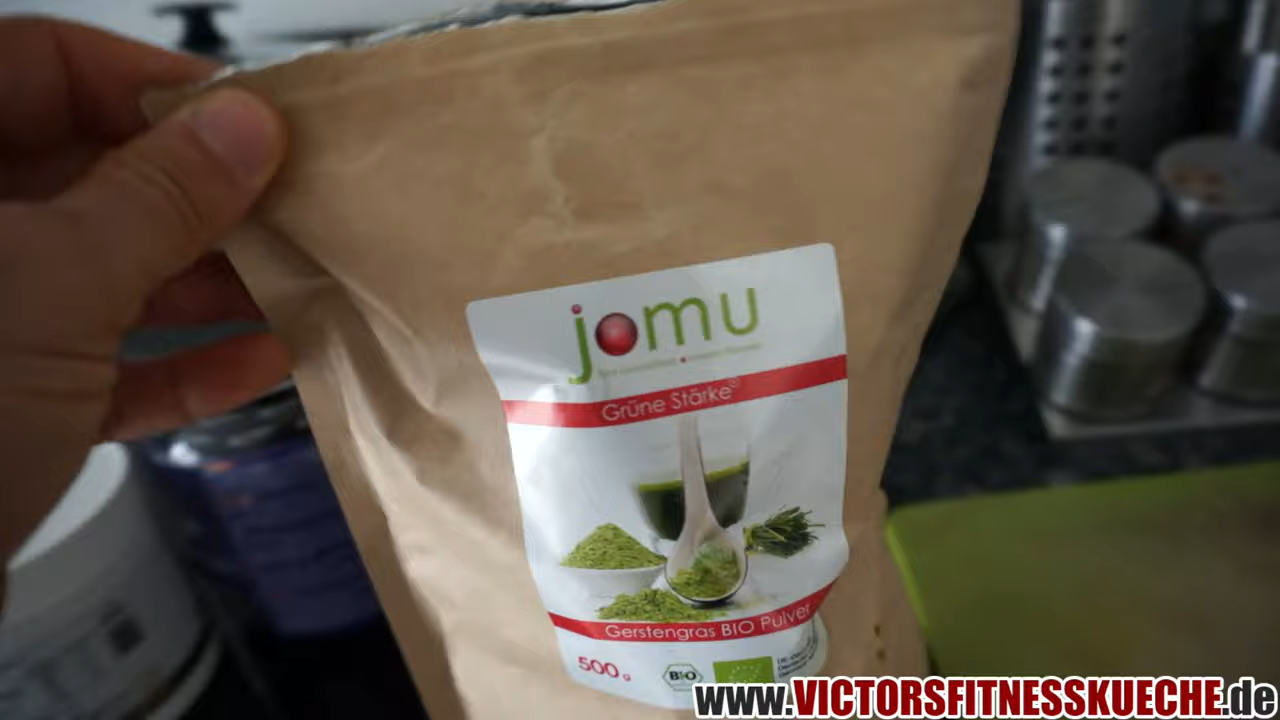 jomu
Grüne Stärke®
Gerstengras BIO Pulver
500 g
BIO
www.VICTORSFITNESSKUECHE.de